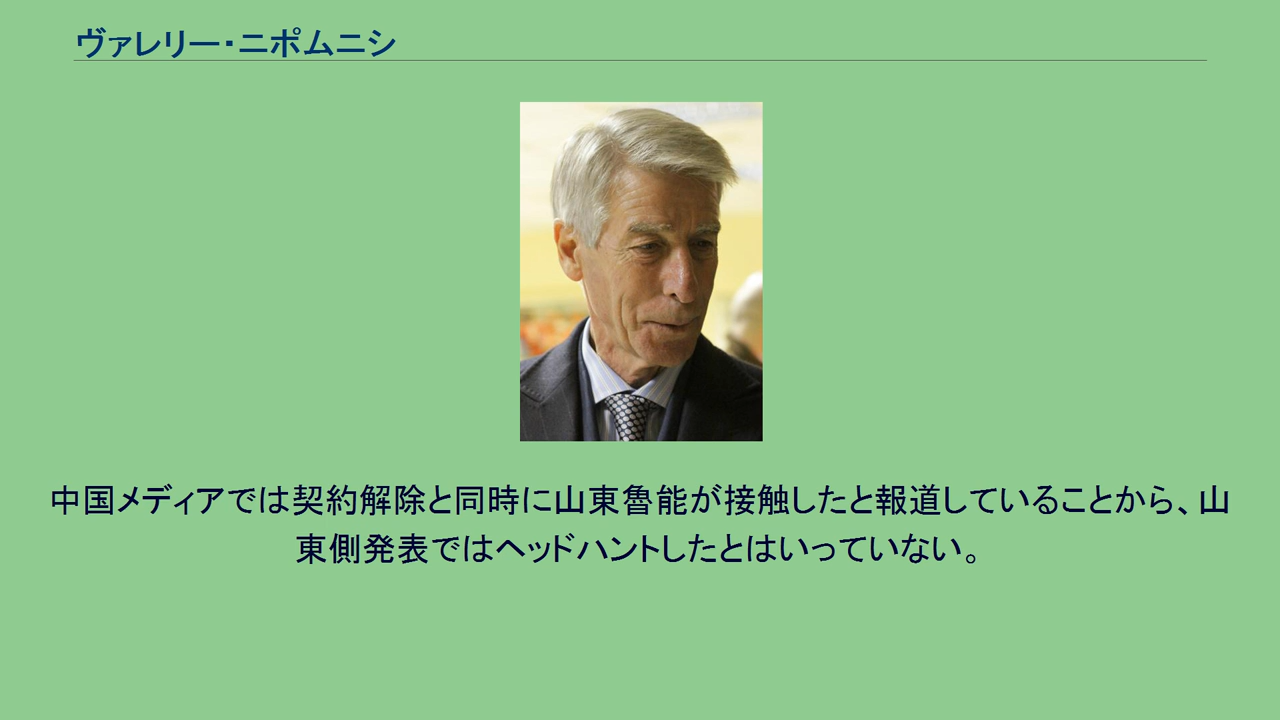 ヴァレリー・ニポムニシ
中国メディアでは契約解除と同時に山東魯能が接触したと報道していることから、山
東側発表ではヘッドハントしたとはいっていない。